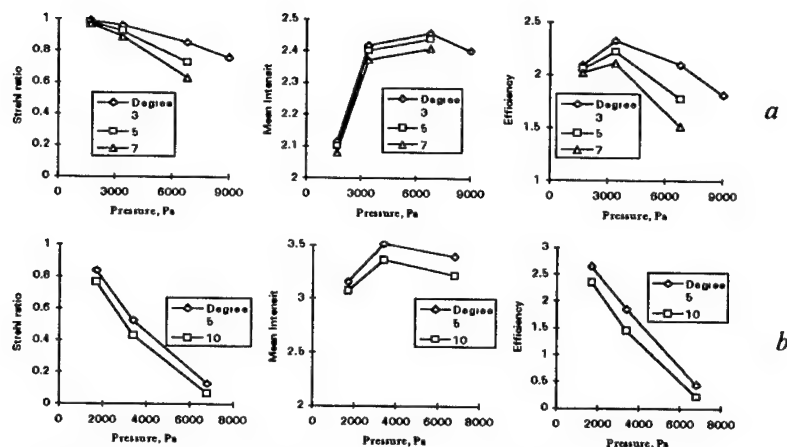 1
0.8
0.6
0.4
0.2
0
Strehl ratio
Degree
3
5
7
0 3000 6000 9000
Pressure, Pa
2.5
2.4
2.3
2.2
2.1
2
Mean Intensit
Degree
3
5
7
0 3000 6000 9000
Pressure, Pa
2.5
2
1.5
1
Efficiency
Degree
3
5
7
0 3000 6000 9000
Pressure, Pa
a
1
0.8
0.6
0.4
0.2
0
Strehl ratio
Degree
5
10
0 2000 4000 6000 8000
Pressure, Pa
3.5
3
2.5
2
Mean Intensit
Degree
5
10
0 2000 4000 6000 8000
Pressure, Pa
3
2.5
2
1.5
1
0.5
0
Efficiency
Degree
5
10
0 2000 4000 6000 8000
Pressure, Pa
b